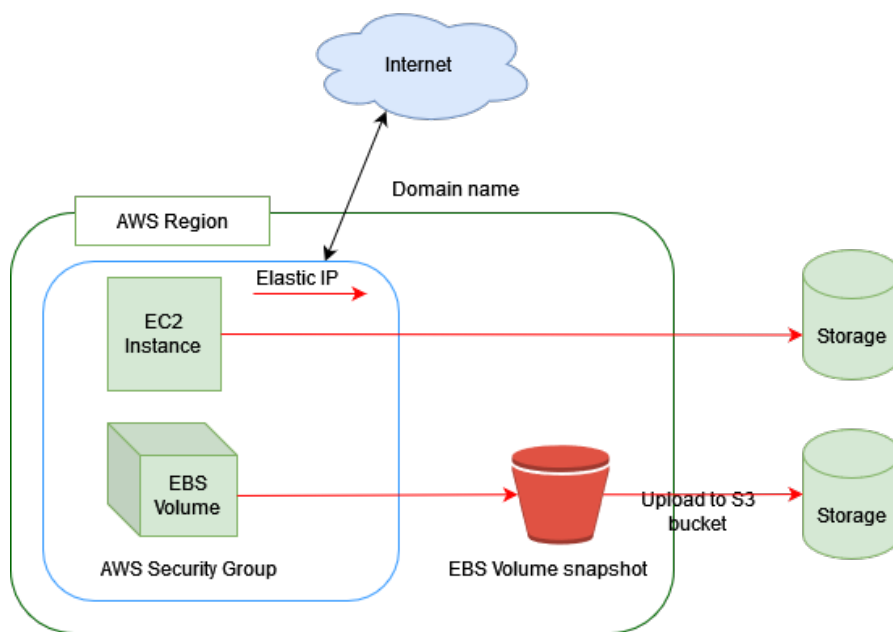 Internet
Domain name
AWS Region
Elastic IP
EC2
Instance
Storage
EBS
Volume
Upload to S3
bucket
Storage
AWS Security Group
EBS Volume snapshot